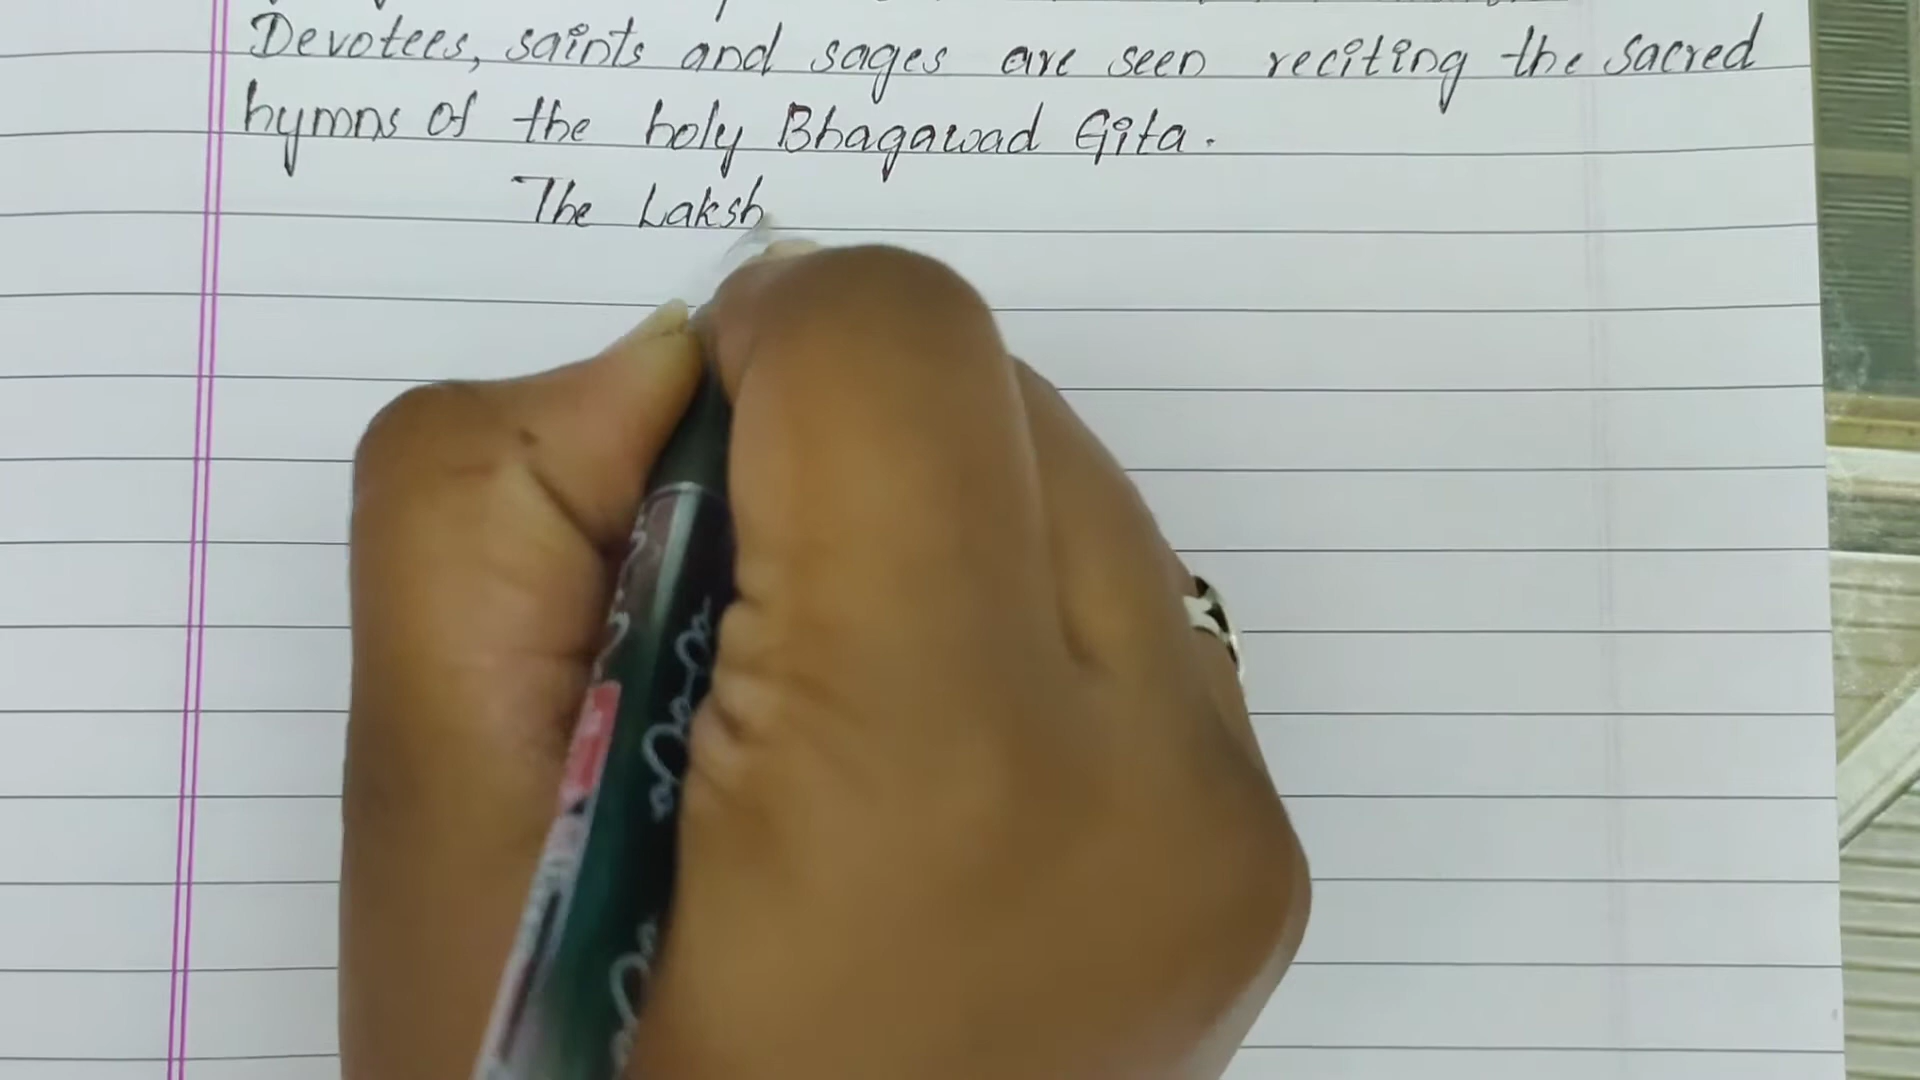 Devotees, saints and sages are seen reciting the sacred
hymns of the holy Bhagawad Gita.
The Laksh